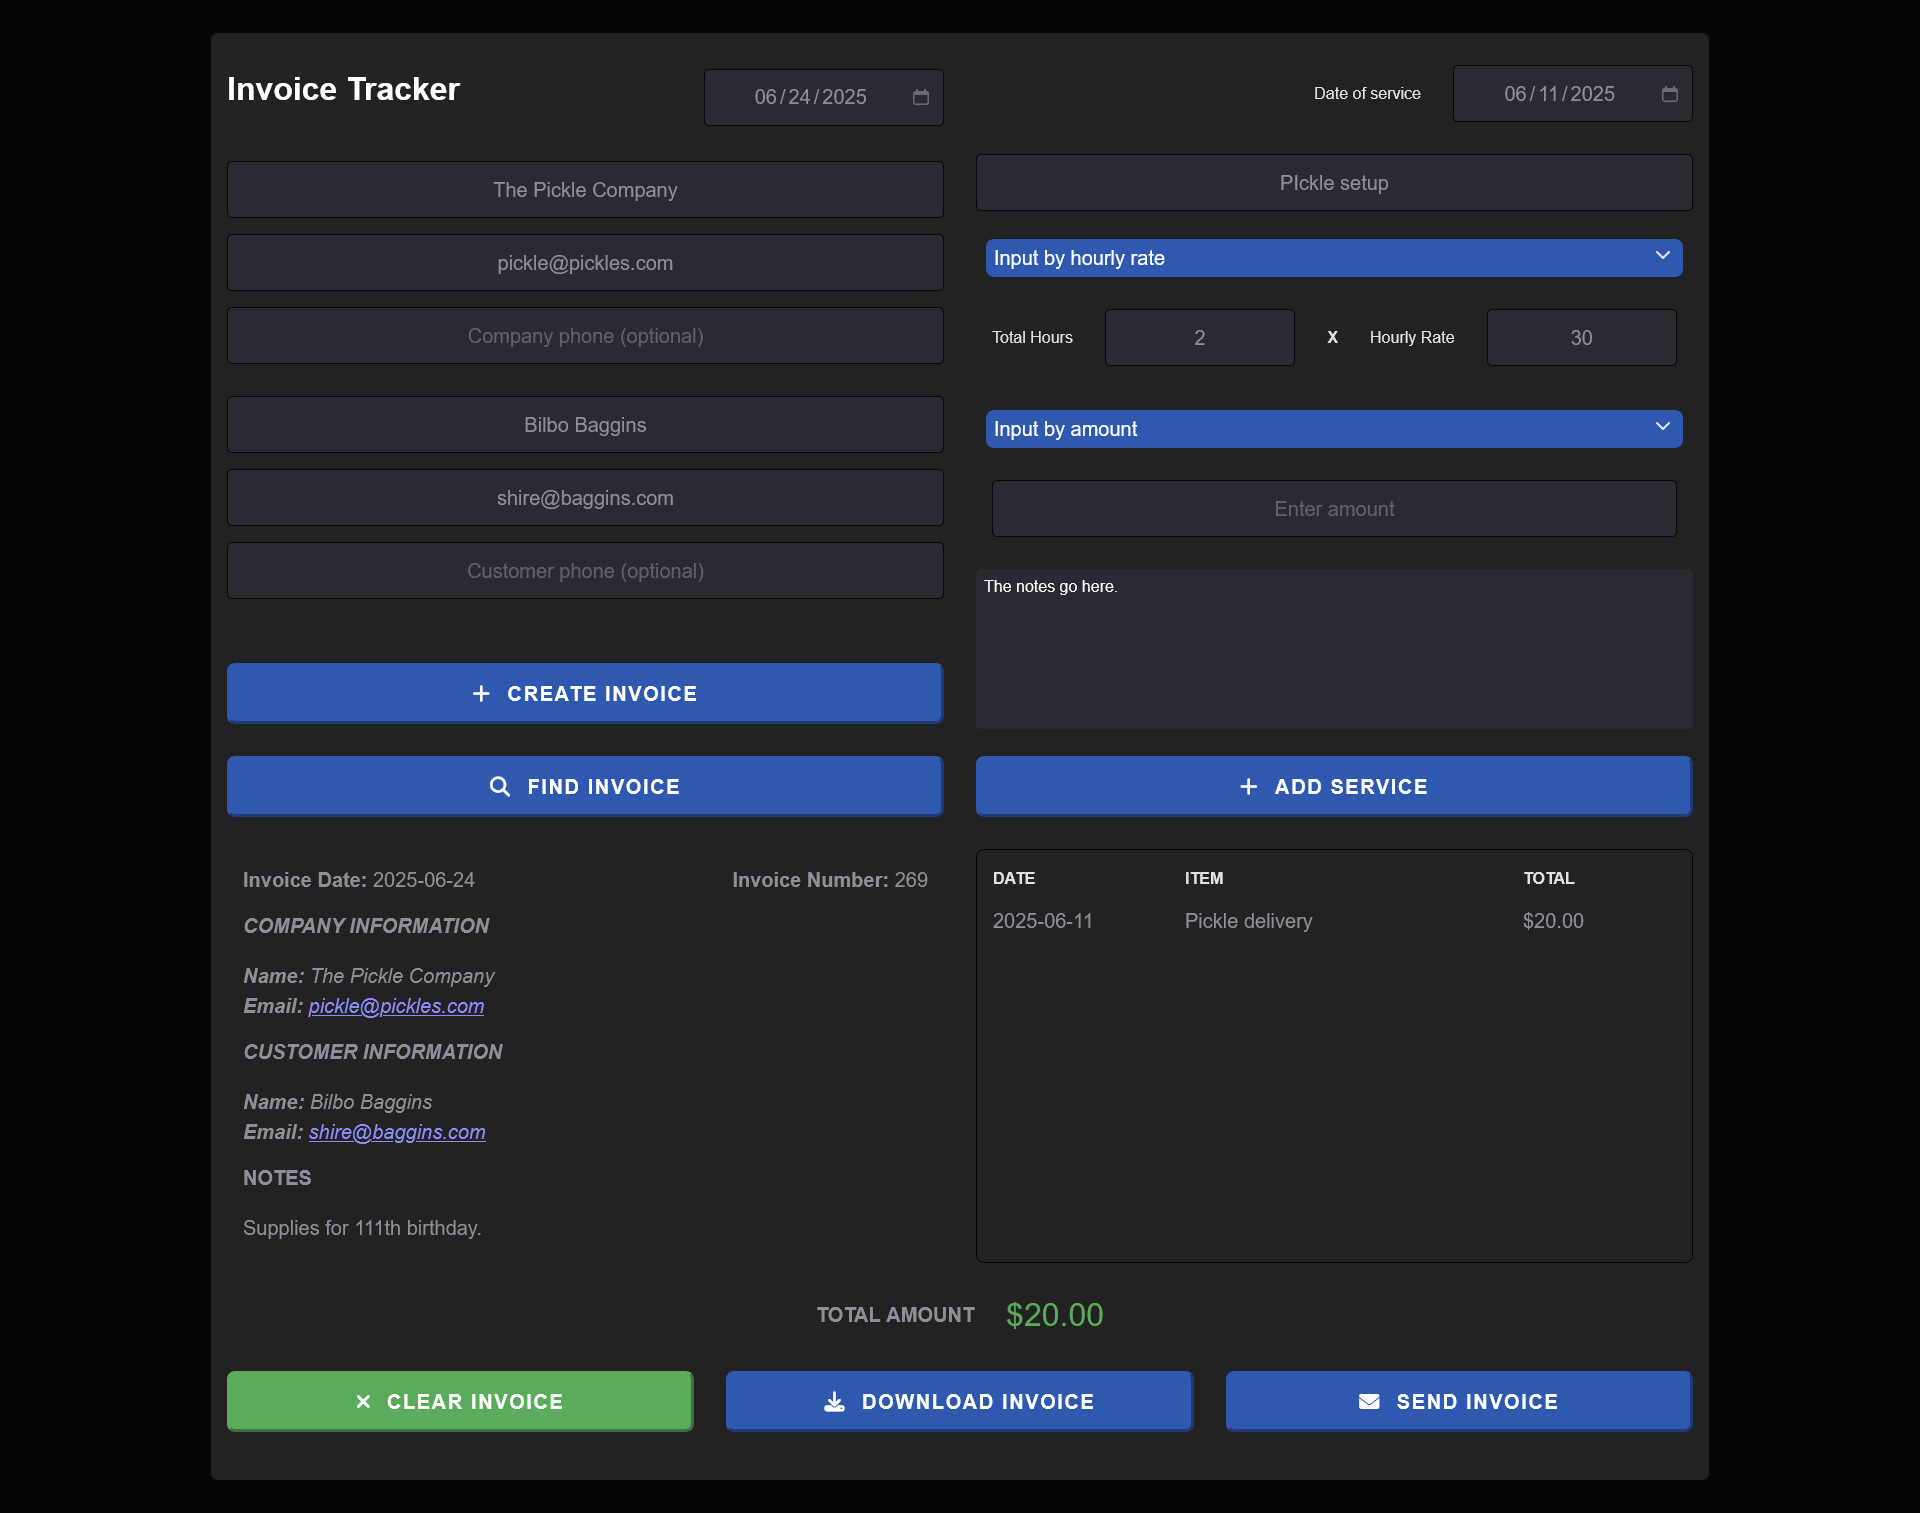 Invoice Tracker
06/24/2025
The Pickle Company
pickle@pickles.com
Company phone (optional)
Bilbo Baggins
shire@baggins.com
Customer phone (optional)
CREATE INVOICE
FIND INVOICE
Date of service
06/11/2025
PIckle setup
Input by hourly rate
Total Hours 2 X Hourly Rate 30
Input by amount
Enter amount
The notes go here.
ADD SERVICE
Invoice Date: 2025-06-24 Invoice Number: 269
COMPANY INFORMATION
Name: The Pickle Company
Email: pickle@pickles.com
CUSTOMER INFORMATION
Name: Bilbo Baggins
Email: shire@baggins.com
NOTES
Supplies for 111th birthday.
DATE ITEM TOTAL
2025-06-11 Pickle delivery $20.00
TOTAL AMOUNT $20.00
CLEAR INVOICE
DOWNLOAD INVOICE
SEND INVOICE